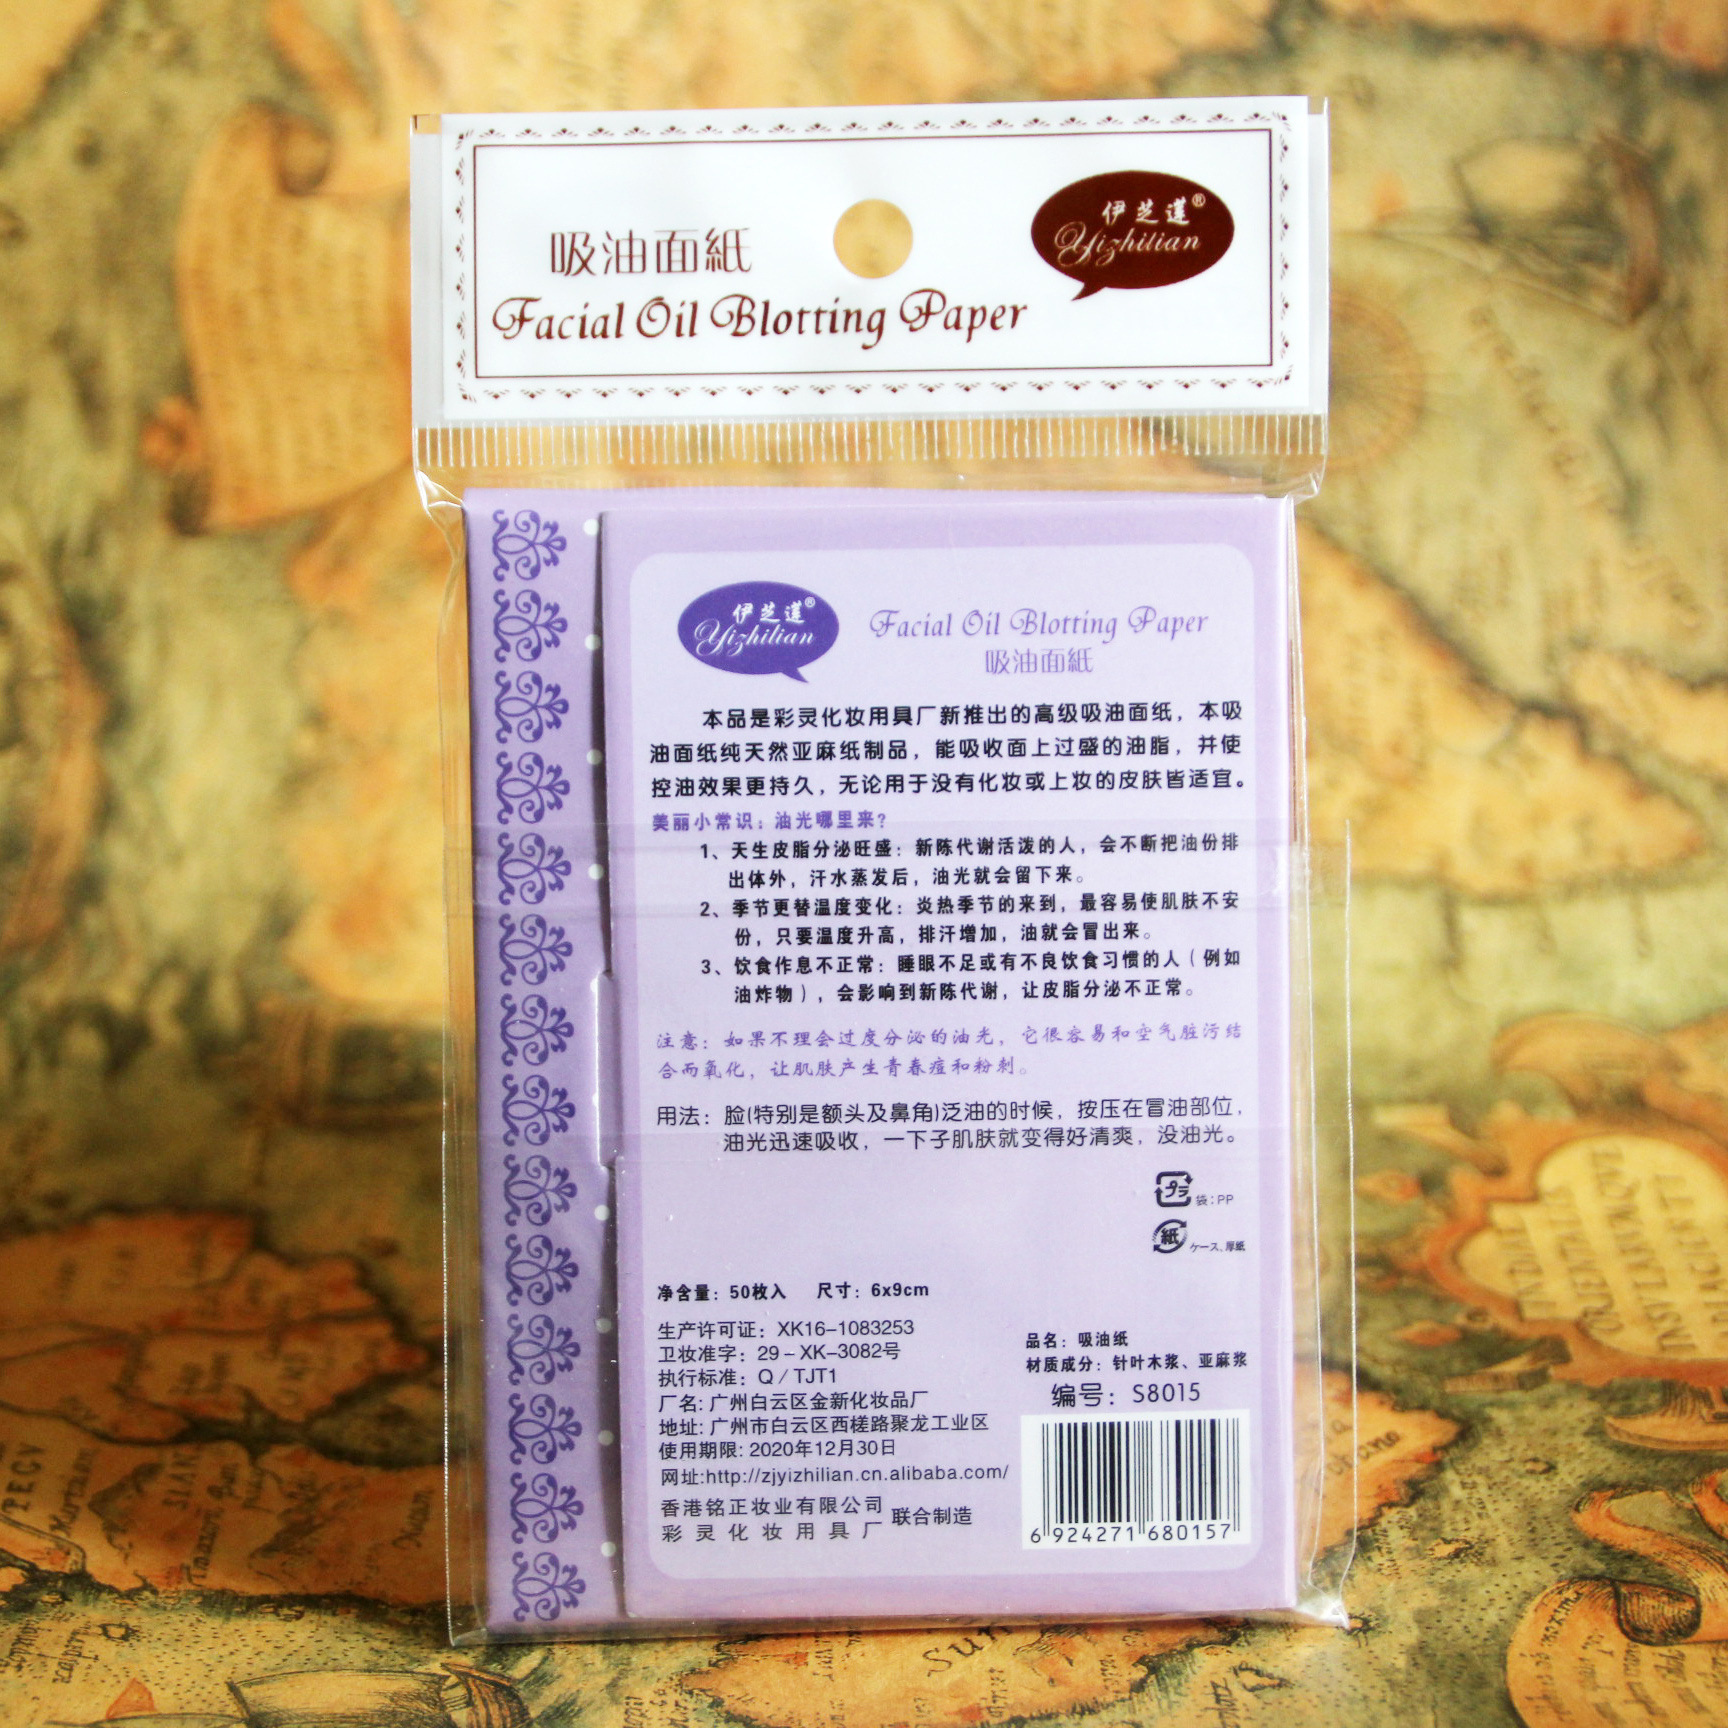 吸油面紙
Facial Oil Blotting Paper
伊芝蓮®
Yizhilian
伊芝蓮®
Yizhilian
Facial Oil Blotting Paper
吸油面紙
本品是彩灵化妆用具厂新推出的高级吸油面纸，本吸
油面纸纯天然亚麻纸制品，能吸收面上过盛的油脂，并使
控油效果更持久，无论用于没有化妆或上妆的皮肤皆适宜。
美丽小常识：油光哪里来？
1、天生皮脂分泌旺盛：新陈代谢活泼的人，会不断把油份排
出体外，汗水蒸发后，油光就会留下来。
2、季节更替温度变化：炎热季节的来到，最容易使肌肤不安
份，只要温度升高，排汗增加，油就会冒出来。
3、饮食作息不正常：睡眠不足或有不良饮食习惯的人（例如
油炸物），会影响到新陈代谢，让皮脂分泌不正常。
注意：如果不理会过度分泌的油光，它很容易和空气脏污结
合而氧化，让肌肤产生青春痘和粉刺。
用法：脸(特别是额头及鼻角)泛油的时候，按压在冒油部位，
油光迅速吸收，一下子肌肤就变得好清爽，没油光。
プラ 袋：PP
紙 ケース、厚紙
净含量：50枚入 尺寸：6x9cm
生产许可证：XK16-1083253
卫妆准字：29-XK-3082号
执行标准：Q/TJT1
厂名：广州白云区金新化妆品厂
地址：广州市白云区西槎路聚龙工业区
使用期限：2020年12月30日
网址:http://zjyizhilian.cn.alibaba.com/
香港铭正妆业有限公司
彩灵化妆用具厂 联合制造
品名：吸油纸
材质成分：针叶木浆、亚麻浆
编号：S8015
6 924271 680157
PECV